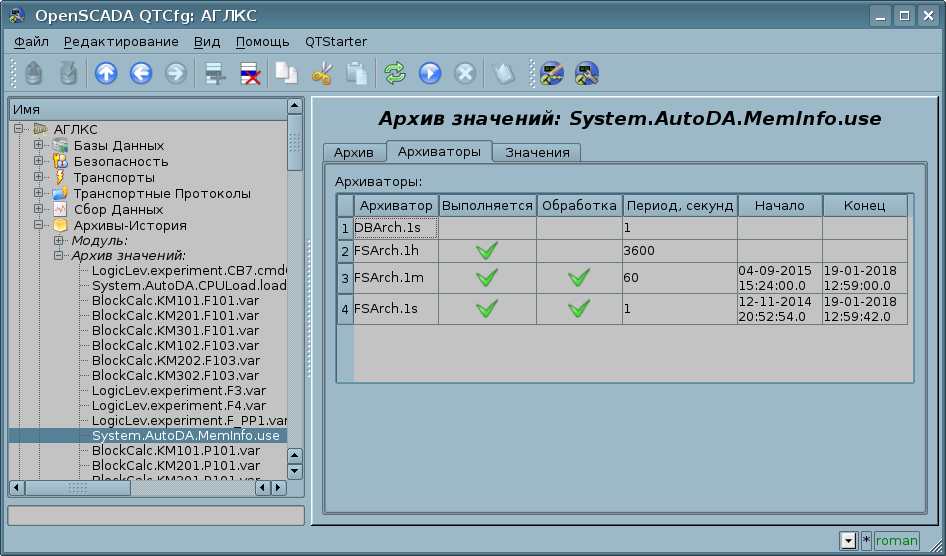 OpenSCADA QTCfg: АГЛКС
Файл Редактирование Вид Помощь QTStarter
Имя
АГЛКС
Базы Данных
Безопасность
Транспорты
Транспортные Протоколы
Сбор Данных
Архивы-История
Модуль:
Архив значений:
LogicLev.experiment.CB7.cmd
System.AutoDA.CPULoad.load
BlockCalc.KM101.F101.var
BlockCalc.KM201.F101.var
BlockCalc.KM301.F101.var
BlockCalc.KM102.F103.var
BlockCalc.KM202.F103.var
BlockCalc.KM302.F103.var
LogicLev.experiment.F3.var
LogicLev.experiment.F4.var
LogicLev.experiment.F_PP1.var
System.AutoDA.MemInfo.use
BlockCalc.KM101.P101.var
BlockCalc.KM201.P101.var
BlockCalc.KM301.P101.var
Архив значений: System.AutoDA.MemInfo.use
Архив Архиваторы Значения
Архиваторы:
Архиватор Выполняется Обработка Период, секунд Начало Конец
1 DBArch.1s 1
2 FSArch.1h 3600
3 FSArch.1m 60 04-09-2015 15:24:00.0 19-01-2018 12:59:00.0
4 FSArch.1s 1 12-11-2014 20:52:54.0 19-01-2018 12:59:42.0
* roman